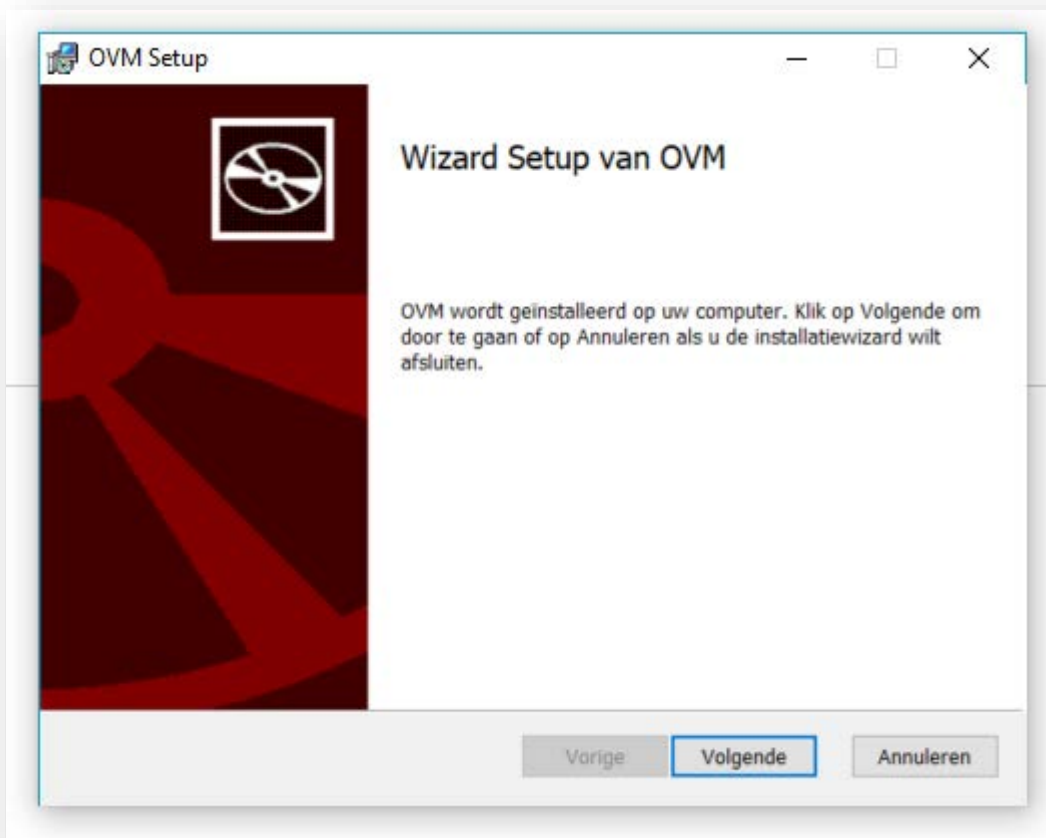 OVM Setup
Wizard Setup van OVM
OVM wordt geïnstalleerd op uw computer. Klik op Volgende om
door te gaan of op Annuleren als u de installatiewizard wilt
afsluiten.
Vorige Volgende Annuleren